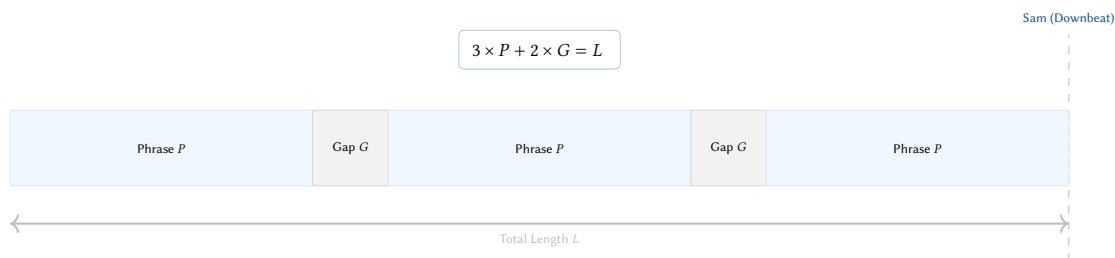 Sam (Downbeat)
3 × P + 2 × G = L
Phrase P
Gap G
Phrase P
Gap G
Phrase P
Total Length L